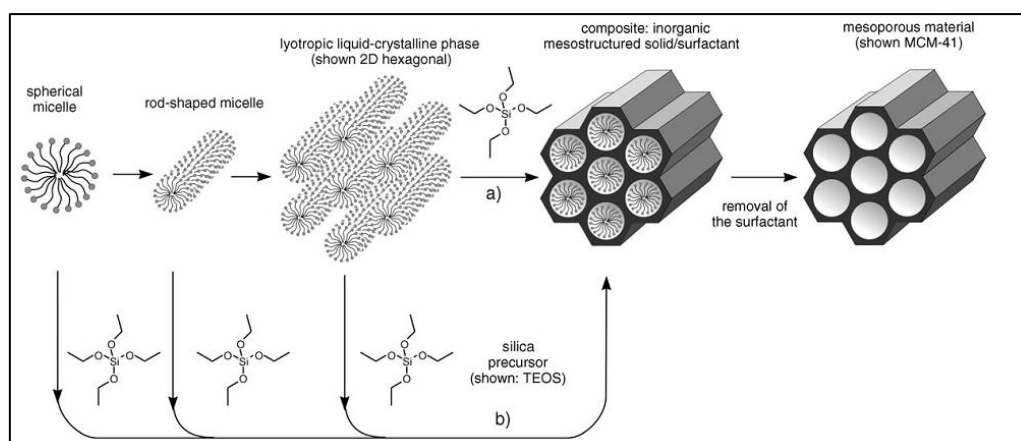 spherical
micelle
rod-shaped micelle
lyotropic liquid-crystalline phase
(shown 2D hexagonal)
composite: inorganic
mesostructured solid/surfactant
mesoporous material
(shown MCM-41)
O
O Si O
O
a)
removal of
the surfactant
O
O Si O
O
O
O Si O
O
O
O Si O
O
silica
precursor
(shown: TEOS)
b)